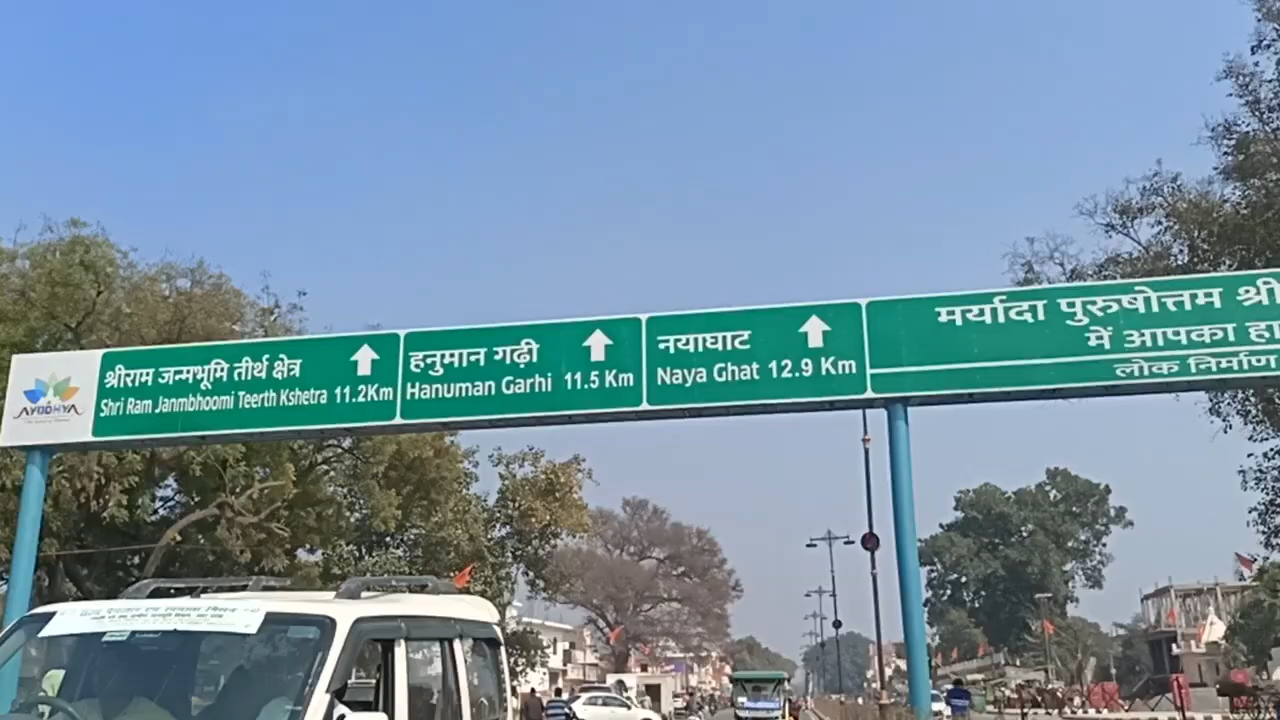 AYODHYA
श्रीराम जन्मभूमि तीर्थ क्षेत्र
Shri Ram Janmbhoomi Teerth Kshetra 11.2Km
हनुमान गढ़ी
Hanuman Garhi 11.5 Km
नयाघाट
Naya Ghat 12.9 Km
मर्यादा पुरुषोत्तम श्री
में आपका हा
लोक निर्माण